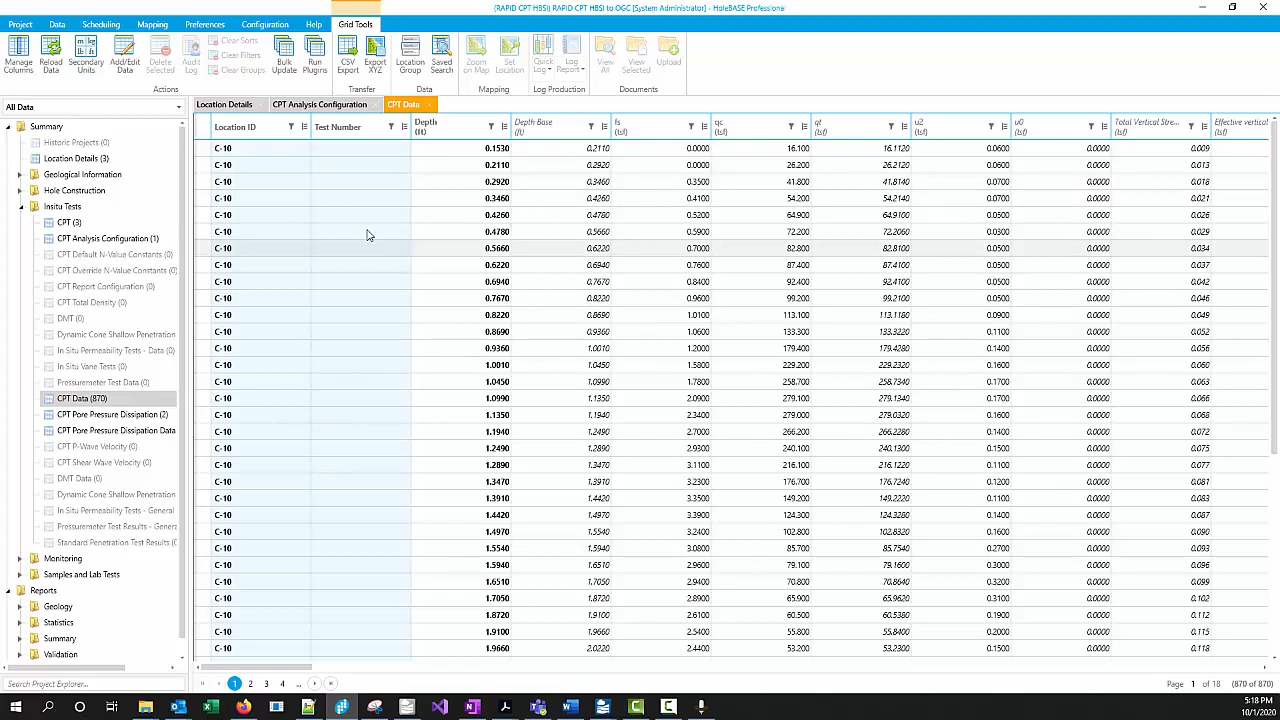 (RAPID CPT HBSI) RAPID CPT HBSI to OGC [System Administrator] - HoleBASE Professional
Project Data Scheduling Mapping Preferences Configuration Help Grid Tools
Manage Columns Reload Data Secondary Units Add/Edit Data Delete Selected Audit Log Clear Sorts Clear Filters Clear Groups Bulk Update Run Plugins CSV Export Export XYZ Location Group Saved Search Zoom on Map Set Location Quick Log Log Report View All View Selected Upload
Actions Transfer Data Mapping Log Production Documents
All Data
Location Details CPT Analysis Configuration CPT Data
Location ID Test Number Depth (ft) Depth Base (ft) fs (tsf) qc (tsf) qt (tsf) u2 (tsf) u0 (tsf) Total Vertical Stre... (tsf) Effective vertical (tsf)
C-10 0.1530 0.2110 0.0000 16.100 16.1120 0.0600 0.0000 0.009
C-10 0.2110 0.2920 0.0000 26.200 26.2120 0.0600 0.0000 0.013
C-10 0.2920 0.3460 0.3500 41.800 41.8140 0.0700 0.0000 0.018
C-10 0.3460 0.4260 0.4100 54.200 54.2140 0.0700 0.0000 0.021
C-10 0.4260 0.4780 0.5200 64.900 64.9100 0.0500 0.0000 0.026
C-10 0.4780 0.5660 0.5900 72.200 72.2060 0.0300 0.0000 0.029
C-10 0.5660 0.6220 0.7000 82.800 82.8100 0.0500 0.0000 0.034
C-10 0.6220 0.6940 0.7600 87.400 87.4100 0.0500 0.0000 0.037
C-10 0.6940 0.7670 0.8400 92.400 92.4100 0.0500 0.0000 0.042
C-10 0.7670 0.8220 0.9600 99.200 99.2100 0.0500 0.0000 0.046
C-10 0.8220 0.8690 1.0100 113.100 113.1180 0.0900 0.0000 0.049
C-10 0.8690 0.9360 1.0600 133.300 133.3220 0.1100 0.0000 0.052
C-10 0.9360 1.0010 1.2000 179.400 179.4280 0.1400 0.0000 0.056
C-10 1.0010 1.0450 1.5800 229.200 229.2320 0.1600 0.0000 0.060
C-10 1.0450 1.0990 1.7800 258.700 258.7340 0.1700 0.0000 0.063
C-10 1.0990 1.1350 2.0900 279.100 279.1340 0.1700 0.0000 0.066
C-10 1.1350 1.1940 2.3400 279.000 279.0320 0.1600 0.0000 0.068
C-10 1.1940 1.2490 2.7000 266.200 266.2280 0.1400 0.0000 0.072
C-10 1.2490 1.2890 2.9300 240.100 240.1300 0.1500 0.0000 0.075
C-10 1.2890 1.3470 3.1100 216.100 216.1220 0.1100 0.0000 0.077
C-10 1.3470 1.3910 3.2300 176.700 176.7240 0.1200 0.0000 0.081
C-10 1.3910 1.4420 3.3500 149.200 149.2220 0.1100 0.0000 0.083
C-10 1.4420 1.4970 3.3900 124.300 124.3280 0.1400 0.0000 0.087
C-10 1.4970 1.5540 3.2400 102.800 102.8320 0.1600 0.0000 0.090
C-10 1.5540 1.5940 3.0800 85.700 85.7540 0.2700 0.0000 0.093
C-10 1.5940 1.6510 2.9600 79.100 79.1600 0.3000 0.0000 0.096
C-10 1.6510 1.7050 2.9400 70.800 70.8640 0.3200 0.0000 0.099
C-10 1.7050 1.8720 2.8900 65.900 65.9620 0.3100 0.0000 0.102
C-10 1.8720 1.9100 2.6100 60.500 60.5380 0.1900 0.0000 0.112
C-10 1.9100 1.9660 2.5400 55.800 55.8400 0.2000 0.0000 0.115
C-10 1.9660 2.0220 2.4400 53.200 53.2300 0.1500 0.0000 0.118
Summary
Historic Projects (0)
Location Details (3)
Geological Information
Hole Construction
Insitu Tests
CPT (3)
CPT Analysis Configuration (1)
CPT Default N-Value Constants (0)
CPT Override N-Value Constants (0)
CPT Report Configuration (0)
CPT Total Density (0)
DMT (0)
Dynamic Cone Shallow Penetration
In Situ Permeability Tests - Data (0)
In Situ Vane Tests (0)
Pressuremeter Test Data (0)
CPT Data (870)
CPT Pore Pressure Dissipation (2)
CPT Pore Pressure Dissipation Data
CPT P-Wave Velocity (0)
CPT Shear Wave Velocity (0)
DMT Data (0)
Dynamic Cone Shallow Penetration
In Situ Permeability Tests - General
Pressuremeter Test Results - Genera
Standard Penetration Test Results (0
Monitoring
Samples and Lab Tests
Reports
Geology
Statistics
Summary
Validation
Search Project Explorer...
1 2 3 4 ... Page 1 of 18 (870 of 870)
5:18 PM
10/1/2020